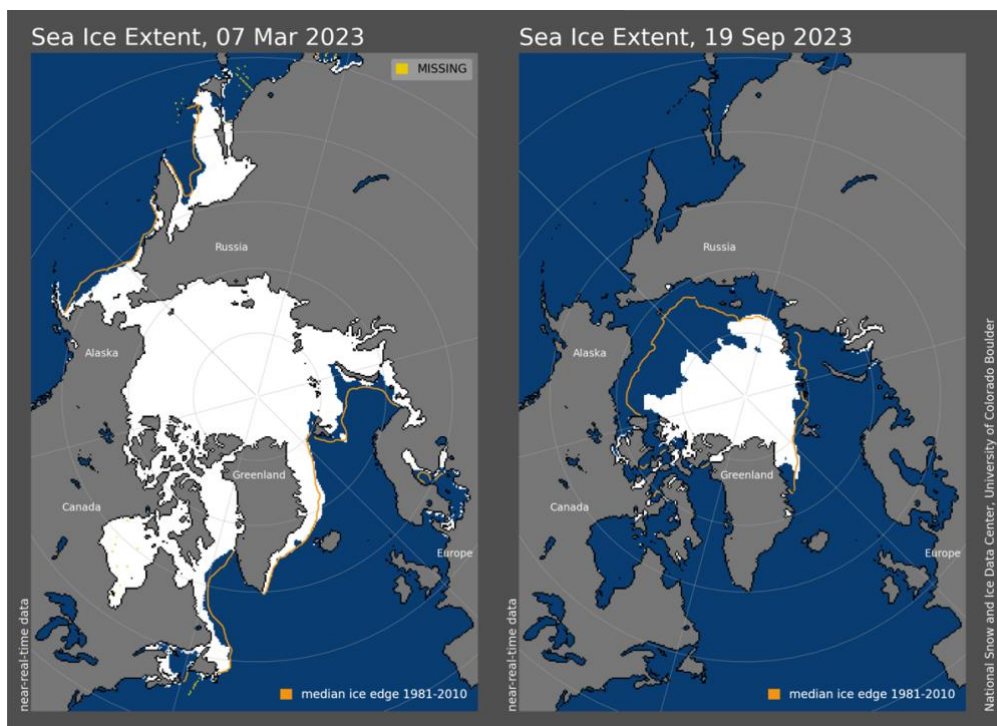 Sea Ice Extent, 07 Mar 2023
MISSING
Russia
Alaska
Greenland
Canada
Europe
near-real-time data
median ice edge 1981-2010
Sea Ice Extent, 19 Sep 2023
Russia
Alaska
Greenland
Canada
Europe
near-real-time data
median ice edge 1981-2010
National Snow and Ice Data Center, University of Colorado Boulder